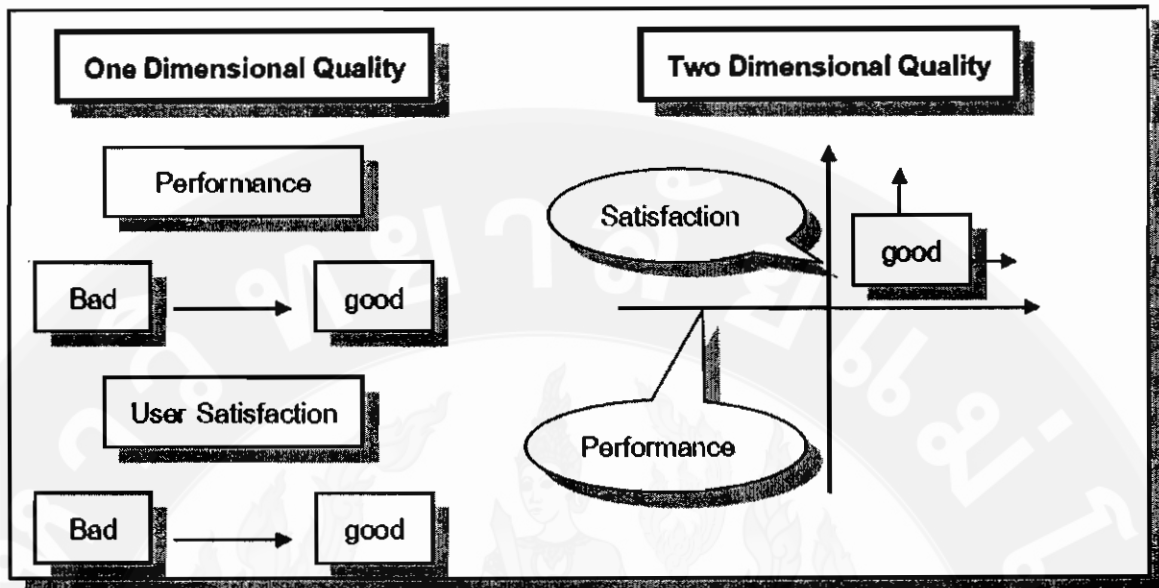 One Dimensional Quality
Performance
Bad
good
User Satisfaction
Bad
good
Two Dimensional Quality
Satisfaction
good
Performance